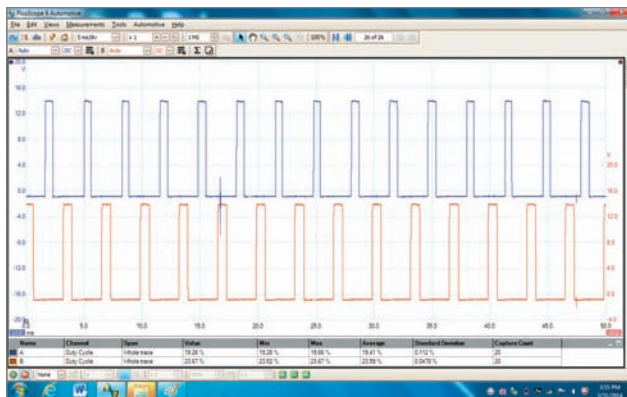 PicoScope 6 Automotive
File Edit Views Measurements Tools Automotive Help
5 ms/div x 1 1 MS 100% 26 of 26
A Auto DC B Auto DC Σ
20.0
V
16.0
12.0
8.0
4.0
0.0
-4.0
-8.0
-12.0
-16.0
-20.0
V
20.0
16.0
12.0
8.0
4.0
0.0
-4.0
0.0 5.0 10.0 15.0 20.0 25.0 30.0 35.0 40.0 45.0 50.0
ms
Name Channel Span Value Min Max Average Standard Deviation Capture Count
A Duty Cycle Whole trace 19.28 % 19.28 % 19.41 % 0.112 % 20
B Duty Cycle Whole trace 23.67 % 23.52 % 23.67 % 23.59 % 20
None
3:55 PM